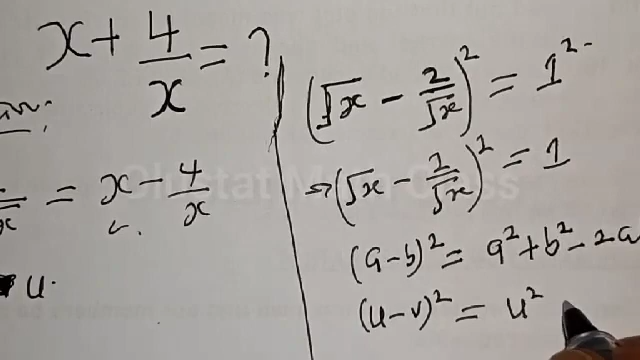 x + 4/x = ?
= x - 4/x
u.
(√x - 2/√x)² = 1²
(√x - 2/√x)² = 1
(a-b)² = a² + b² - 2a
(u-v)² = u²